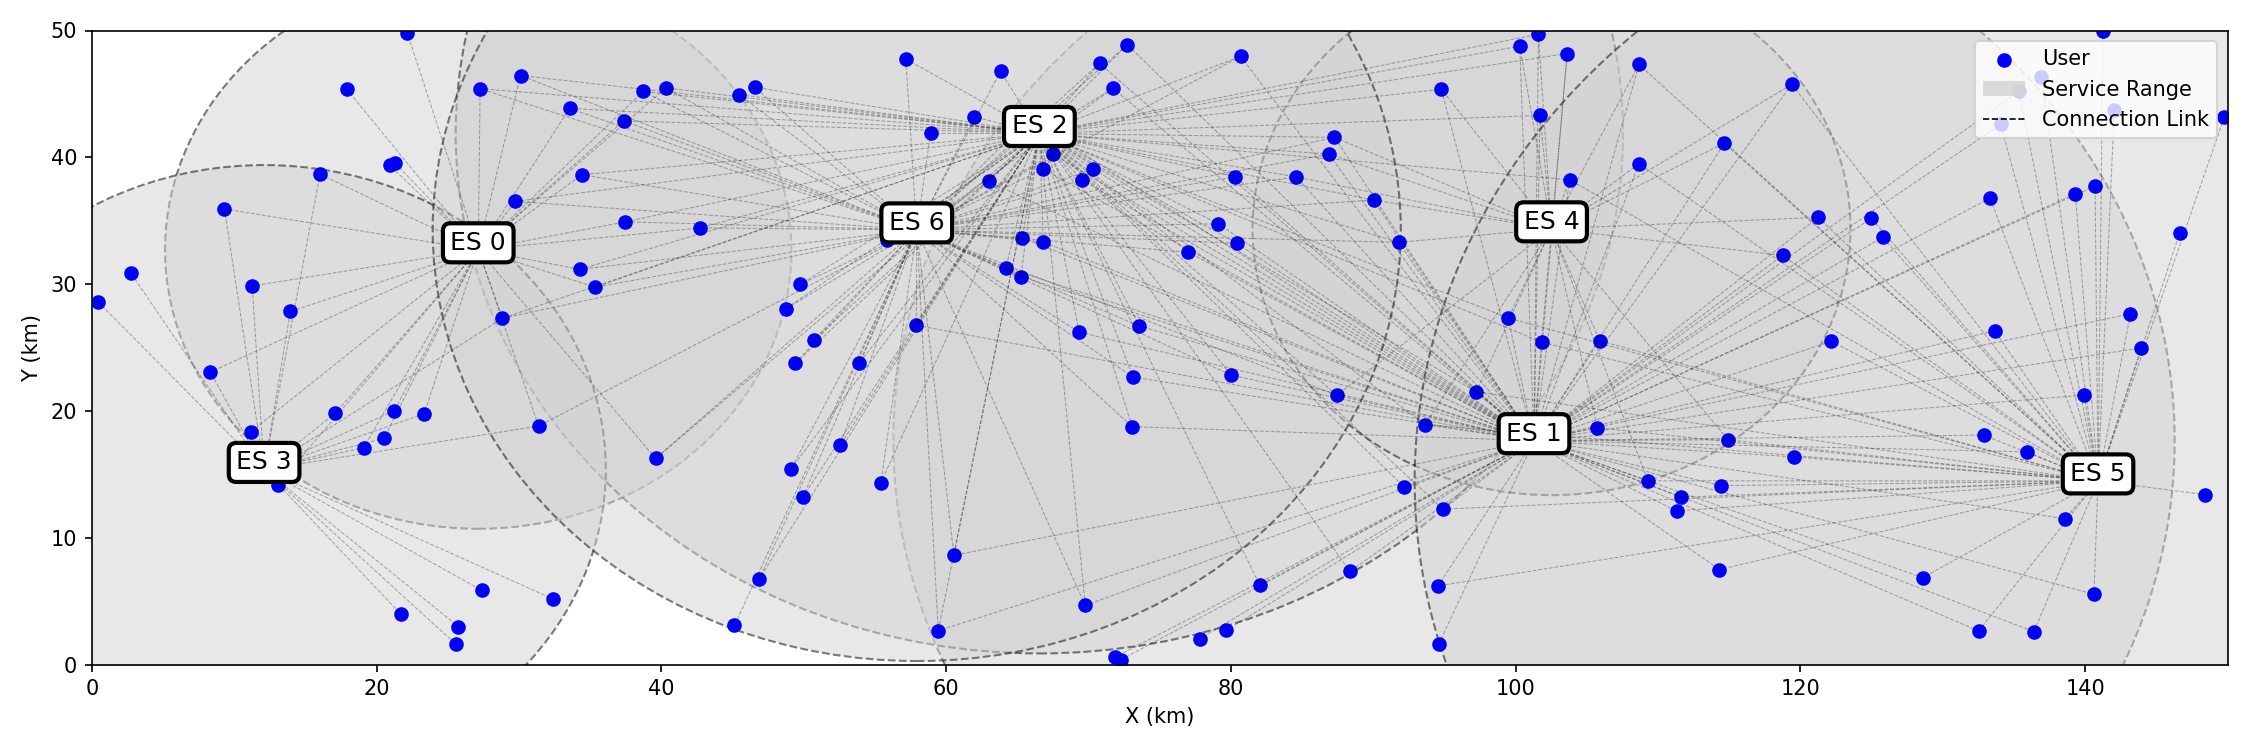 50
40
30
20
10
0
Y (km)
0
20
40
60
80
100
120
140
X (km)
User
Service Range
Connection Link
ES 2
ES 6
ES 4
ES 0
ES 1
ES 3
ES 5